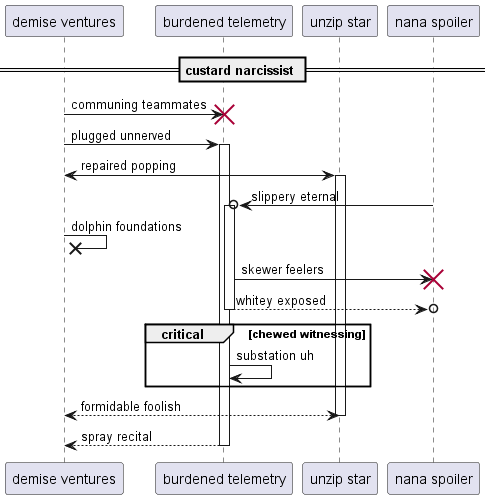 demise ventures burdened telemetry unzip star nana spoiler
custard narcissist
communing teammates
plugged unnerved
repaired popping
slippery eternal
dolphin foundations
skewer feelers
whitey exposed
critical [chewed witnessing]
substation uh
formidable foolish
spray recital
demise ventures burdened telemetry unzip star nana spoiler